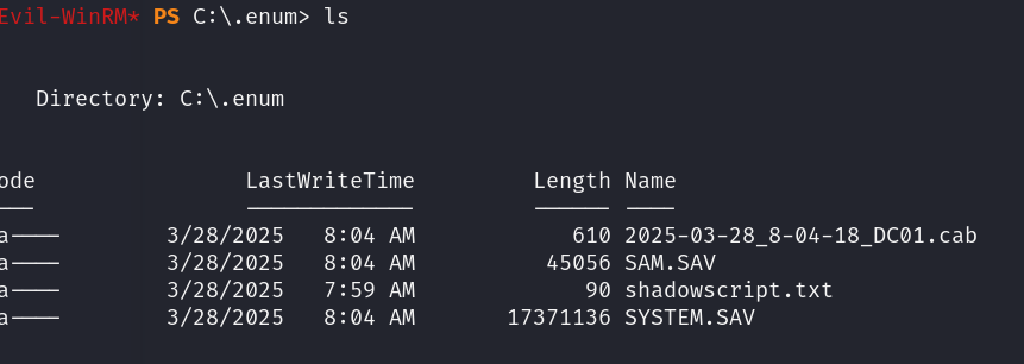 Evil-WinRM* PS C:\.enum> ls
Directory: C:\.enum
ode LastWriteTime Length Name
---- ------------- ------ ----
a---- 3/28/2025 8:04 AM 610 2025-03-28_8-04-18_DC01.cab
a---- 3/28/2025 8:04 AM 45056 SAM.SAV
a---- 3/28/2025 7:59 AM 90 shadowscript.txt
a---- 3/28/2025 8:04 AM 17371136 SYSTEM.SAV